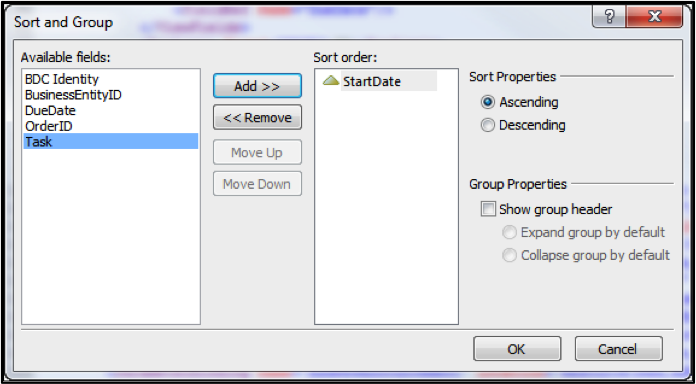 Sort and Group
?
Available fields:
BDC Identity
BusinessEntityID
DueDate
OrderID
Task
Add >>
<< Remove
Move Up
Move Down
Sort order:
StartDate
Sort Properties
Ascending
Descending
Group Properties
Show group header
Expand group by default
Collapse group by default
OK
Cancel